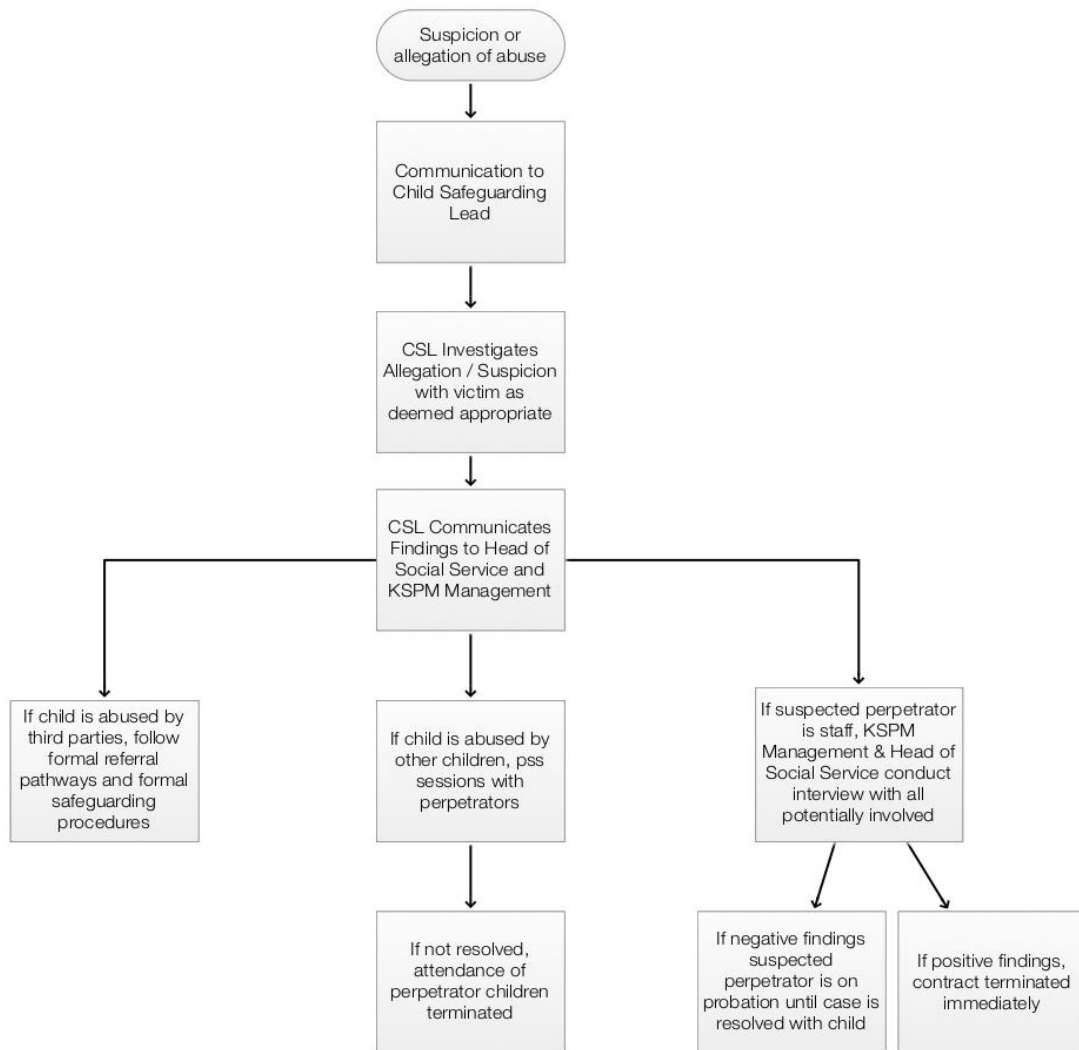 Suspicion or
allegation of abuse
Communication to
Child Safeguarding
Lead
CSL Investigates
Allegation / Suspicion
with victim as
deemed appropriate
CSL Communicates
Findings to Head of
Social Service and
KSPM Management
If child is abused by
third parties, follow
formal referral
pathways and formal
safeguarding
procedures
If child is abused by
other children, pss
sessions with
perpetrators
If suspected perpetrator
is staff, KSPM
Management & Head of
Social Service conduct
interview with all
potentially involved
If not resolved,
attendance of
perpetrator children
terminated
If negative findings
suspected
perpetrator is on
probation until case is
resolved with child
If positive findings,
contract terminated
immediately